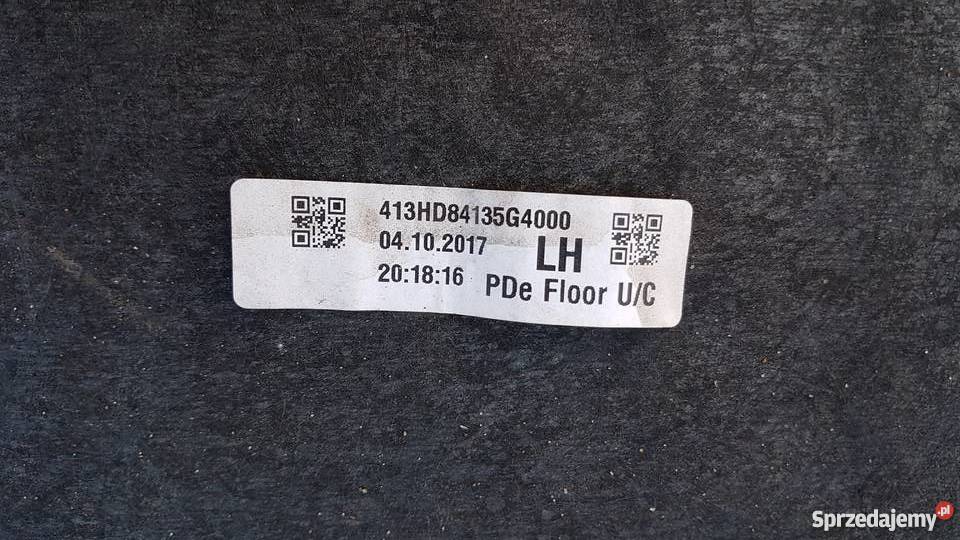 413HD84135G4000
04.10.2017
LH
20:18:16
PDe Floor U/C
Sprzedajemy.pl